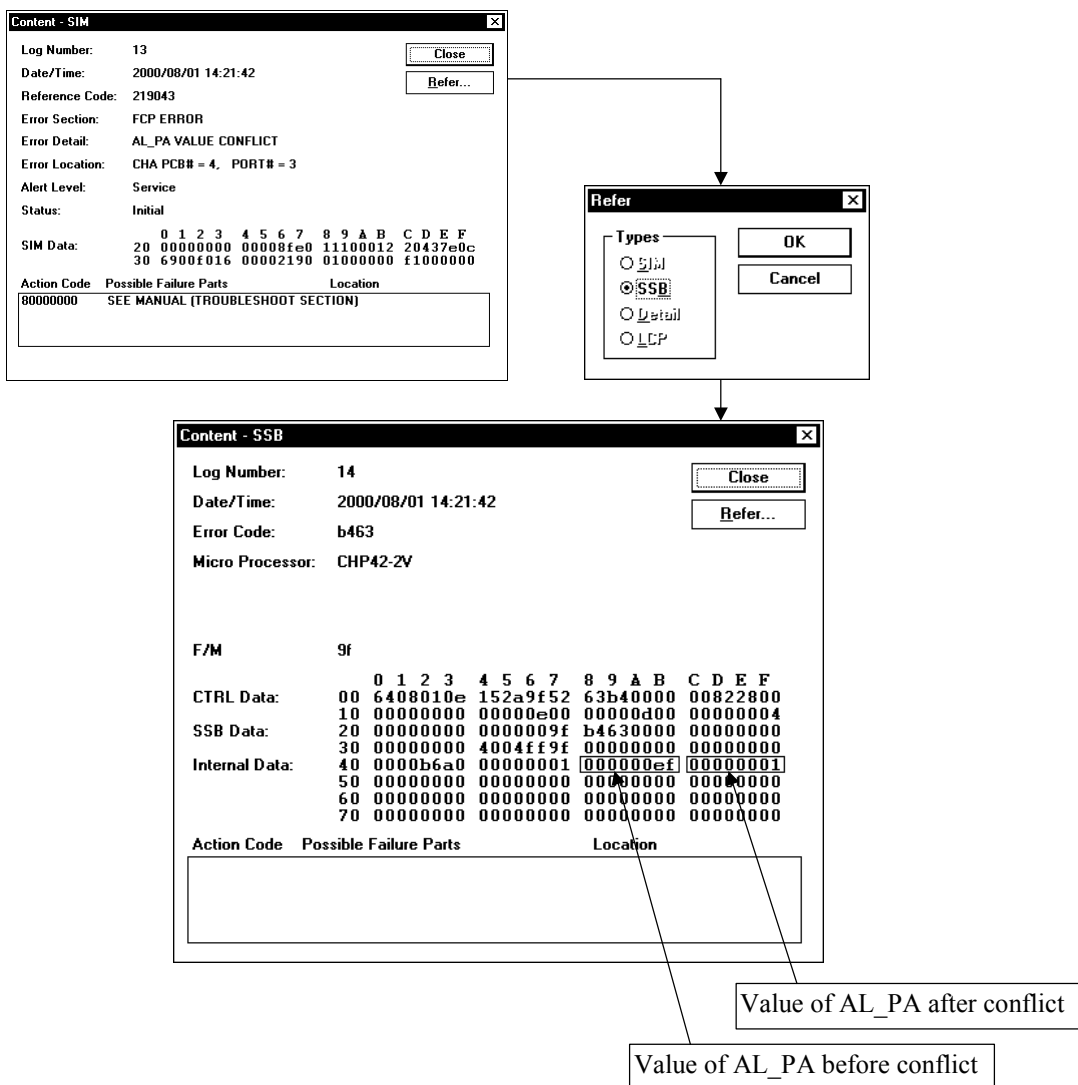 Content - SIM
Log Number: 13
Close
Date/Time: 2000/08/01 14:21:42
Refer...
Reference Code: 219043
Error Section: FCP ERROR
Error Detail: AL_PA VALUE CONFLICT
Error Location: CHA PCB# = 4, PORT# = 3
Alert Level: Service
Status: Initial
0 1 2 3 4 5 6 7 8 9 A B C D E F
SIM Data: 20 00000000 00008fe0 11100012 20437e0c
30 6900f016 00002190 01000000 f1000000
Action Code Possible Failure Parts Location
80000000 SEE MANUAL (TROUBLESHOOT SECTION)
Refer
Types
SIM
SSB
Detail
LCP
OK
Cancel
Content - SSB
Log Number: 14
Close
Date/Time: 2000/08/01 14:21:42
Refer...
Error Code: b463
Micro Processor: CHP42-2V
F/M 9f
0 1 2 3 4 5 6 7 8 9 A B C D E F
CTRL Data: 00 6408010e 152a9f52 63b40000 00822800
10 00000000 00000e00 00000d00 00000004
SSB Data: 20 00000000 0000009f b4630000 00000000
30 00000000 4004ff9f 00000000 00000000
Internal Data: 40 0000b6a0 00000001 000000ef 00000001
50 00000000 00000000 00000000 00000000
60 00000000 00000000 00000000 00000000
70 00000000 00000000 00000000 00000000
Action Code Possible Failure Parts Location
Value of AL_PA after conflict
Value of AL_PA before conflict